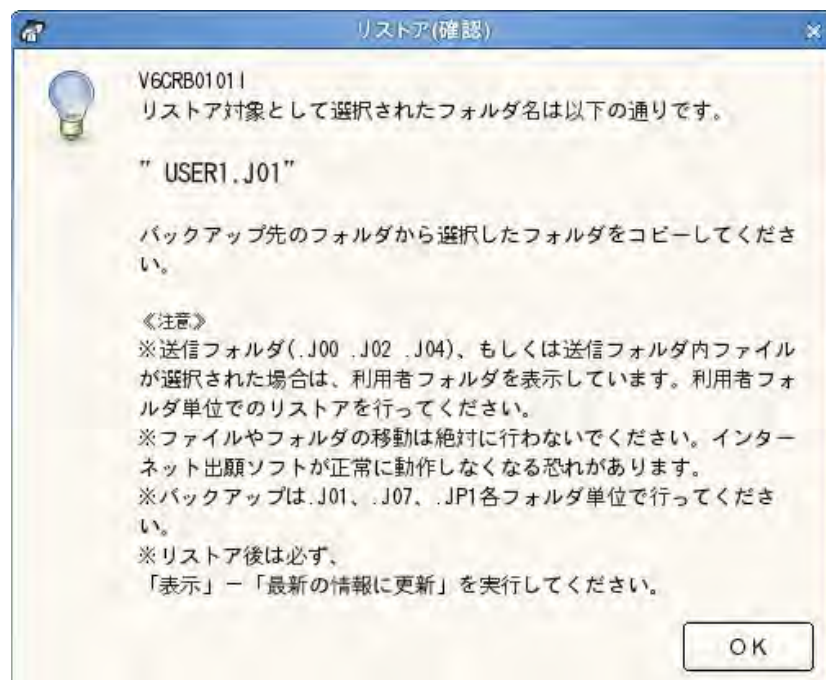 リストア(確認)
V6CRB0101I
リストア対象として選択されたフォルダ名は以下の通りです。
" USER1.J01"
バックアップ先のフォルダから選択したフォルダをコピーしてくださ
い。
《注意》
※送信フォルダ(.J00 .J02 .J04)、もしくは送信フォルダ内ファイル
が選択された場合は、利用者フォルダを表示しています。利用者フォ
ルダ単位でのリストアを行ってください。
※ファイルやフォルダの移動は絶対に行わないでください。インター
ネット出願ソフトが正常に動作しなくなる恐れがあります。
※バックアップは.J01、.J07、.JP1各フォルダ単位で行ってくださ
い。
※リストア後は必ず、
「表示」－「最新の情報に更新」を実行してください。
OK